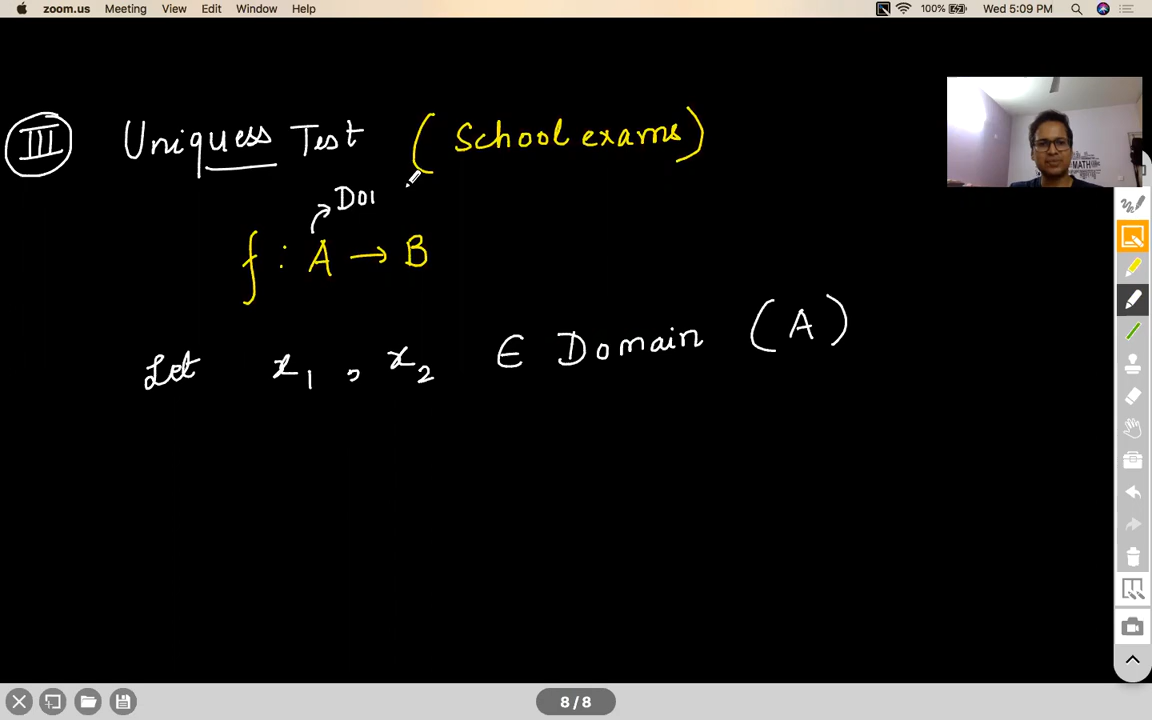 zoom.us Meeting View Edit Window Help 100% Wed 5:09 PM
III Uniquess Test (School exams)
DOI
f : A → B
Let x1 , x2 ∈ Domain (A)
MATH
8 / 8